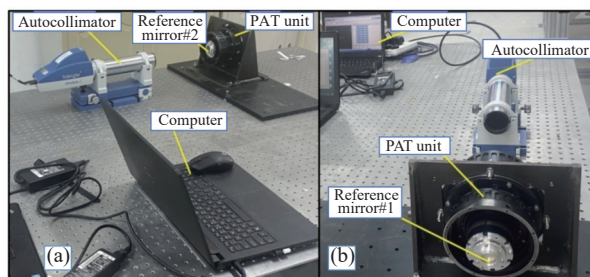 Autocollimator
Reference
mirror#2
PAT unit
Computer
(a)
Computer
Autocollimator
PAT unit
Reference
mirror#1
(b)